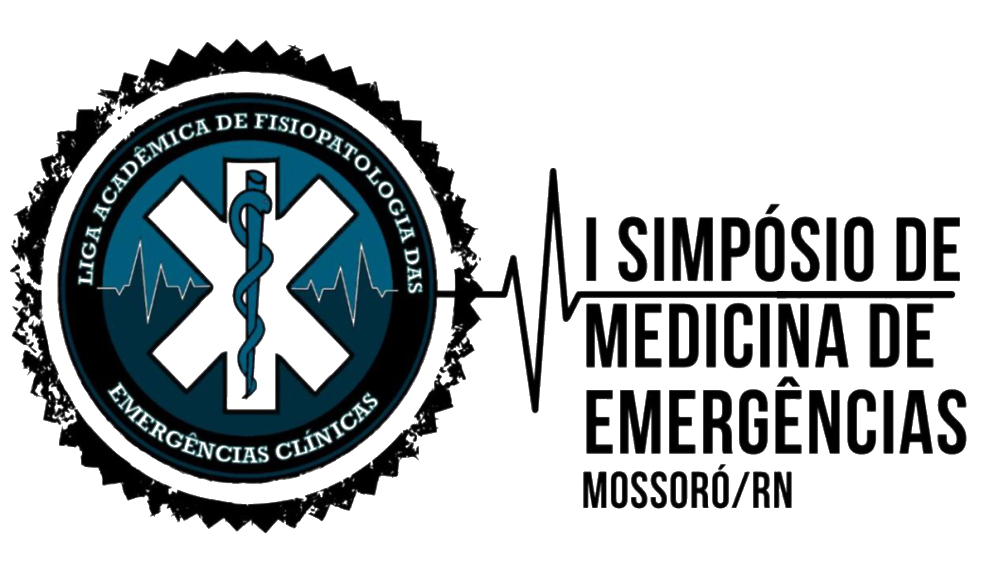 LIGA ACADÊMICA DE FISIOPATOLOGIA DAS
EMERGÊNCIAS CLÍNICAS
I SIMPÓSIO DE
MEDICINA DE
EMERGÊNCIAS
MOSSORÓ/RN